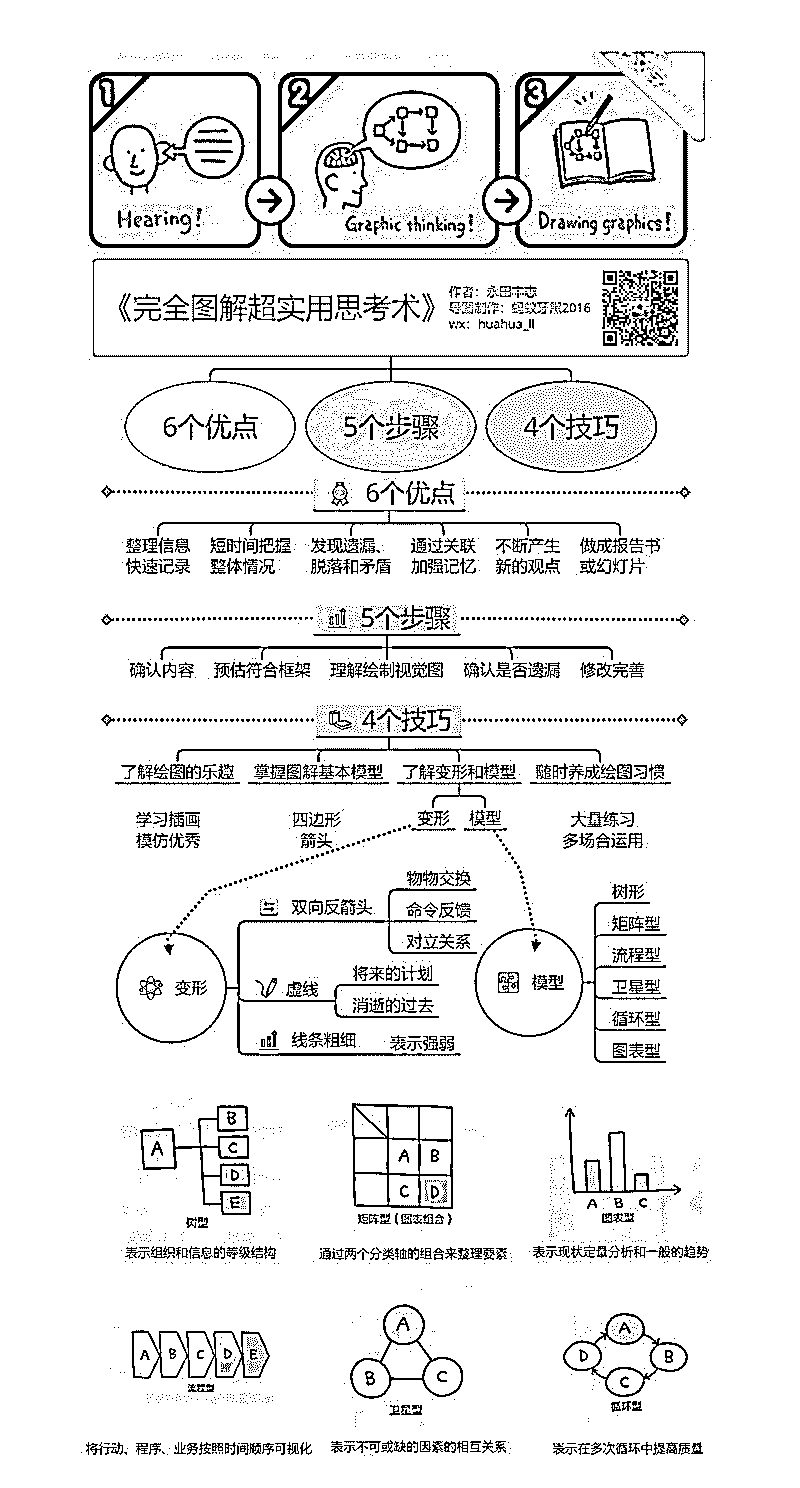 1
2
3
Hearing!
Graphic thinking!
Drawing graphics!
《完全图解超实用思考术》
作者：永田丰志
导图制作：蚂蚁牙黑2016
wx：huahua_ll
6个优点
5个步骤
4个技巧
6个优点
整理信息
快速记录
短时间把握
整体情况
发现遗漏、
脱落和矛盾
通过关联
加强记忆
不断产生
新的观点
做成报告书
或幻灯片
5个步骤
确认内容
预估符合框架
理解绘制视觉图
确认是否遗漏
修改完善
4个技巧
了解绘图的乐趣
掌握图解基本模型
了解变形和模型
随时养成绘图习惯
学习插画
模仿优秀
四边形
箭头
变形
模型
大量练习
多场合运用
变形
双向反箭头
物物交换
命令反馈
对立关系
虚线
将来的计划
消逝的过去
线条粗细
表示强弱
模型
树形
矩阵型
流程型
卫星型
循环型
图表型
A
B
C
D
E
树型
表示组织和信息的等级结构
A B
C D
矩阵型（图表组合）
通过两个分类轴的组合来整理要素
A B C
图表型
表示现状定量分析和一般的趋势
A B C D E
流程型
将行动、程序、业务按照时间顺序可视化
A
B C
卫星型
表示不可或缺的因素的相互关系
A
D B
C
循环型
表示在多次循环中提高质量